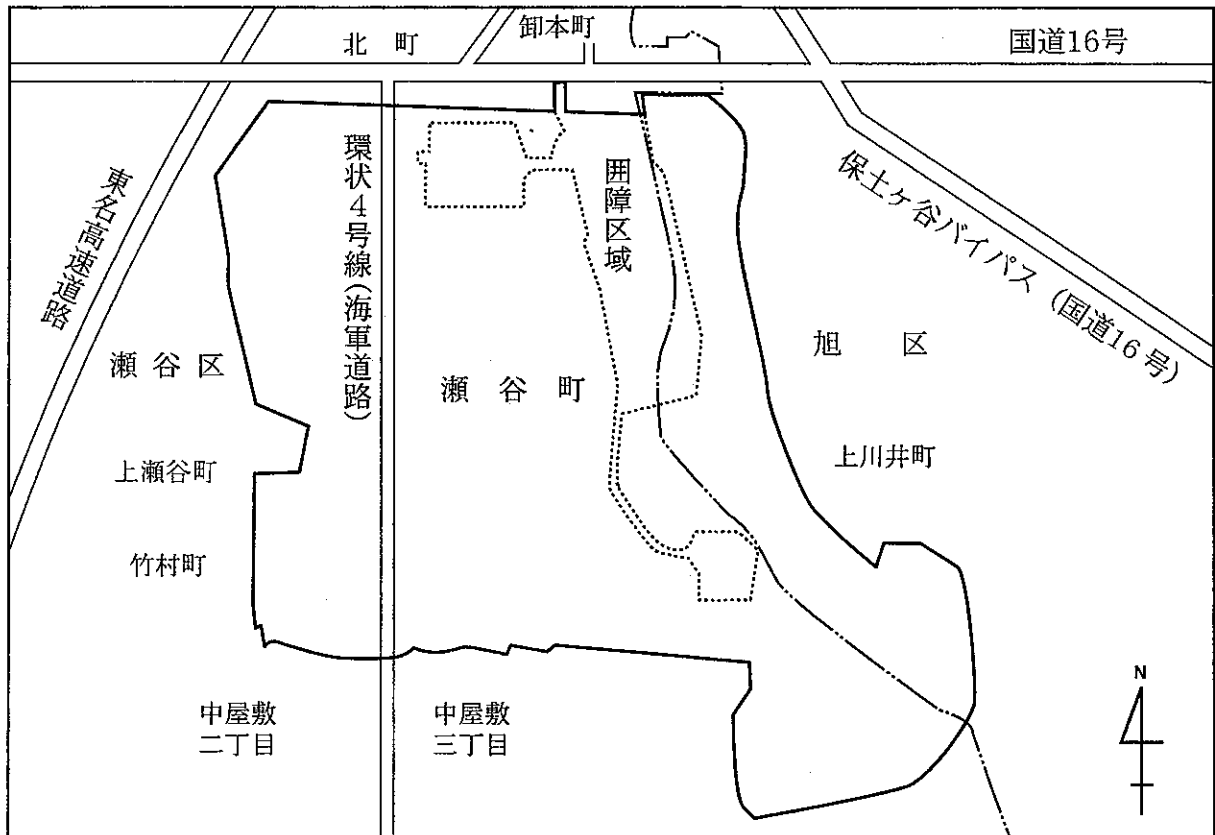 卸本町
北町
国道16号
環状4号線(海軍道路)
囲障区域
東名高速道路
保土ヶ谷バイパス(国道16号)
瀬谷区
瀬谷町
旭区
上瀬谷町
上川井町
竹村町
中屋敷
二丁目
中屋敷
三丁目
N